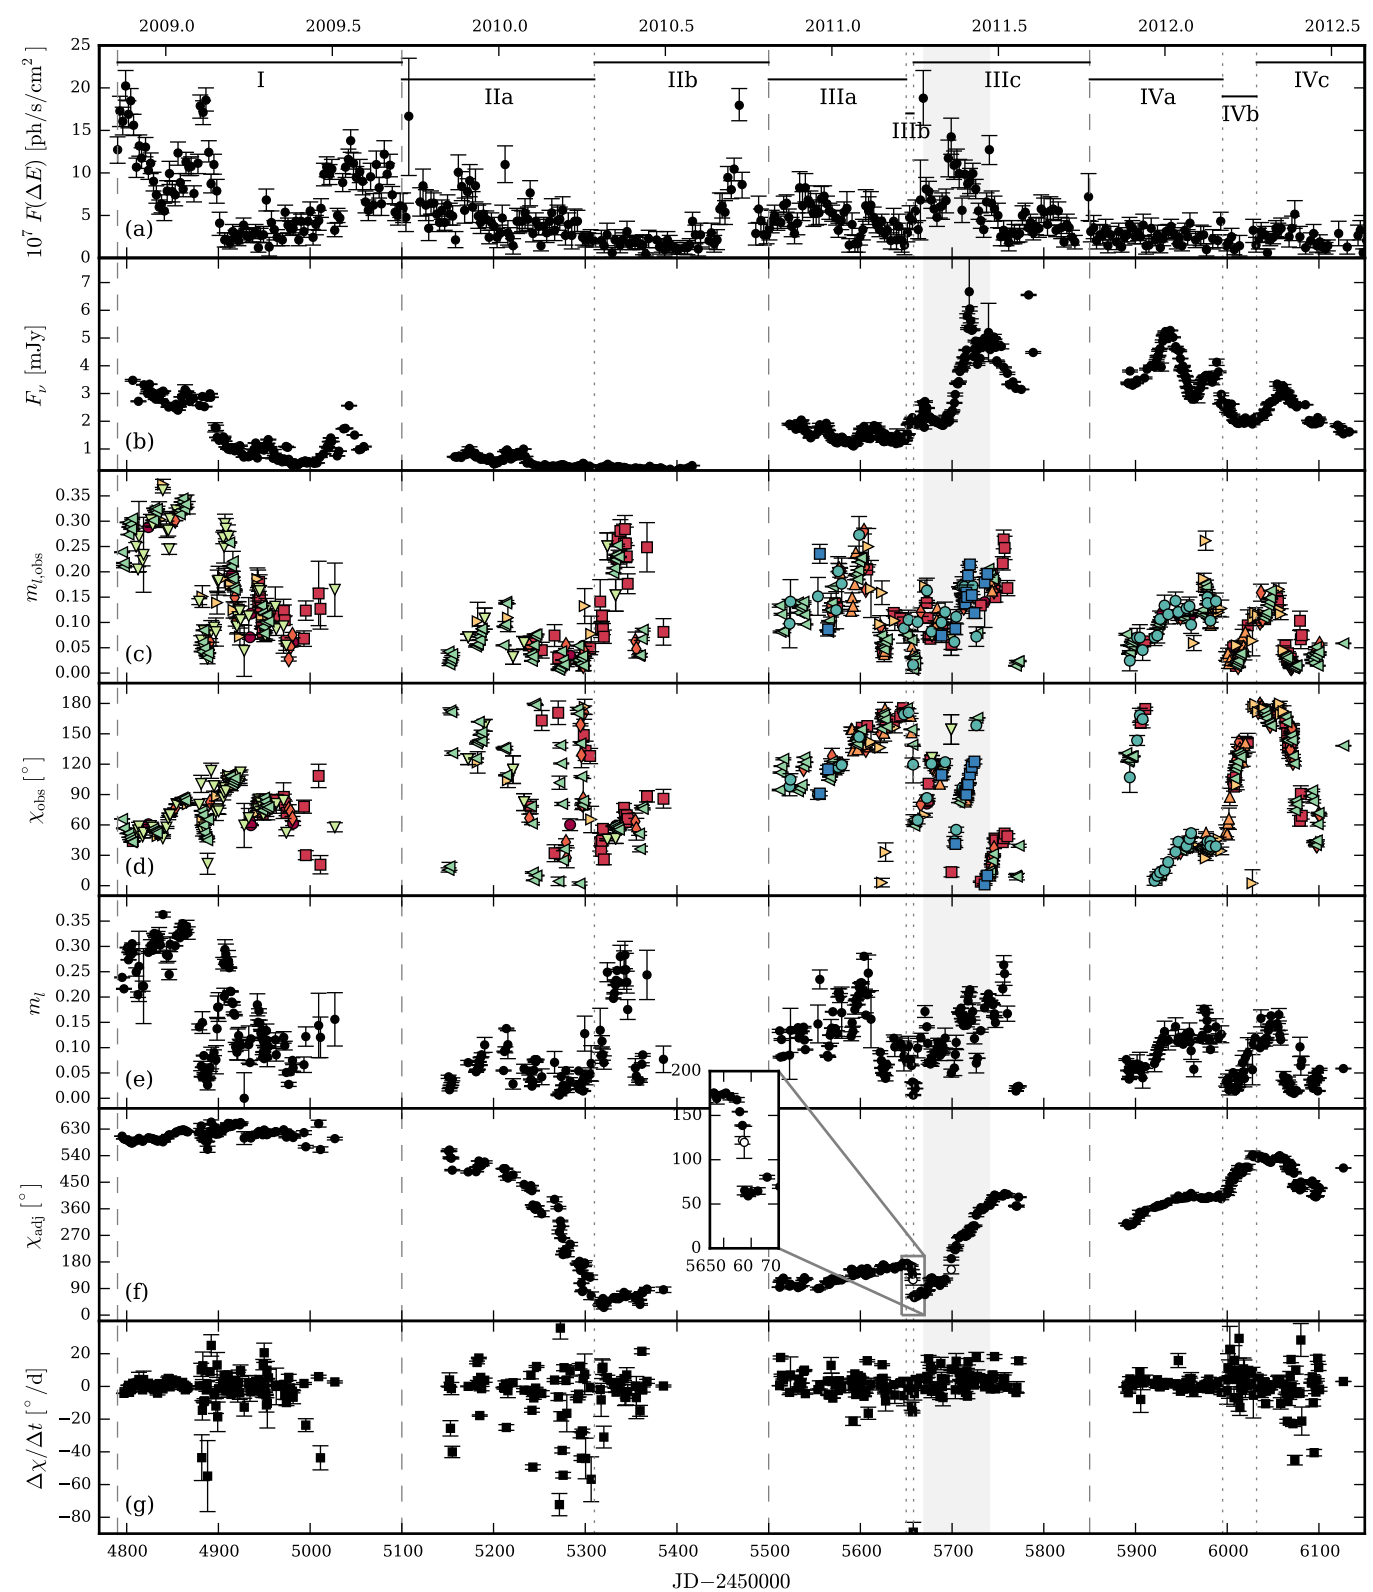 2009.0 2009.5 2010.0 2010.5 2011.0 2011.5 2012.0 2012.5
10⁷ F(ΔE) [ph/s/cm²]
25
20
15
10
5
0
I IIa IIb IIIa IIIb IIIc IVa IVb IVc
(a)
F_ν [mJy]
7
6
5
4
3
2
1
(b)
m_{l,obs}
0.35
0.30
0.25
0.20
0.15
0.10
0.05
0.00
(c)
χ_obs [°]
180
150
120
90
60
30
0
(d)
m_l
0.35
0.30
0.25
0.20
0.15
0.10
0.05
0.00
(e)
χ_adj [°]
630
540
450
360
270
180
90
0
(f)
200
150
100
50
0
5650 60 70
Δχ/Δt [°/d]
20
0
−20
−40
−60
−80
(g)
4800 4900 5000 5100 5200 5300 5400 5500 5600 5700 5800 5900 6000 6100
JD−2450000